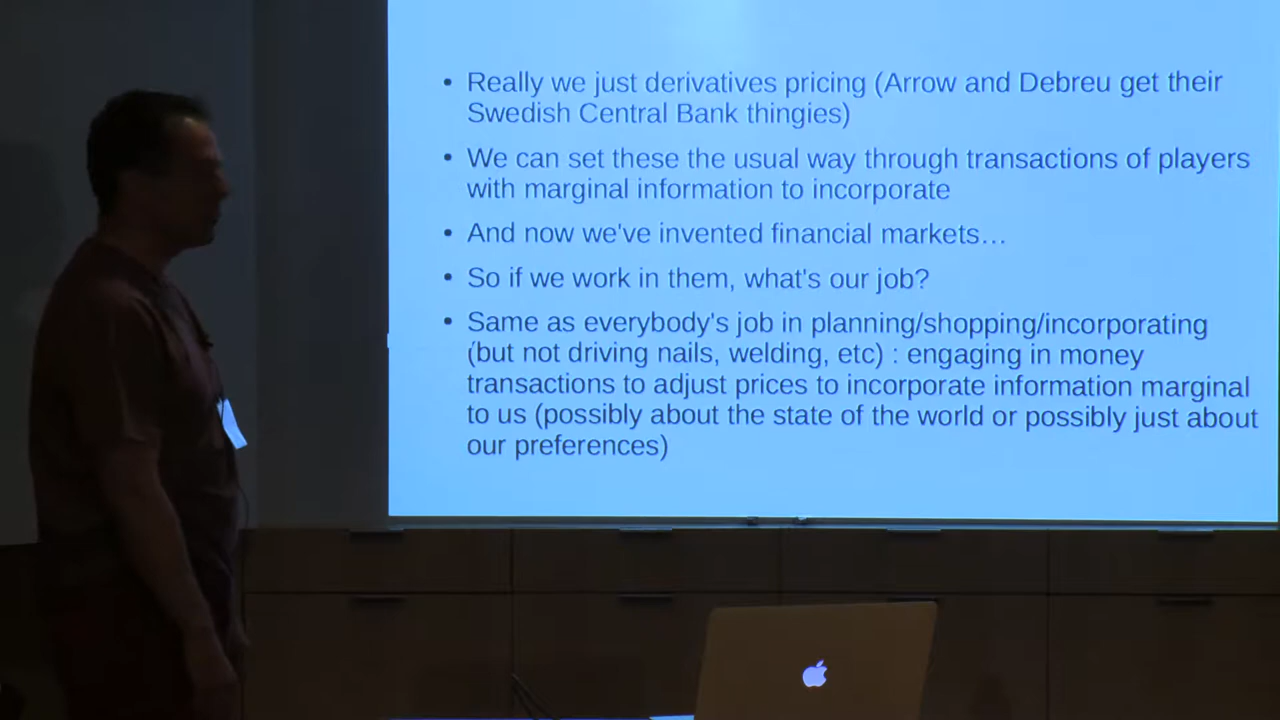 • Really we just derivatives pricing (Arrow and Debreu get their
Swedish Central Bank thingies)
• We can set these the usual way through transactions of players
with marginal information to incorporate
• And now we've invented financial markets…
• So if we work in them, what's our job?
• Same as everybody's job in planning/shopping/incorporating
(but not driving nails, welding, etc) : engaging in money
transactions to adjust prices to incorporate information marginal
to us (possibly about the state of the world or possibly just about
our preferences)